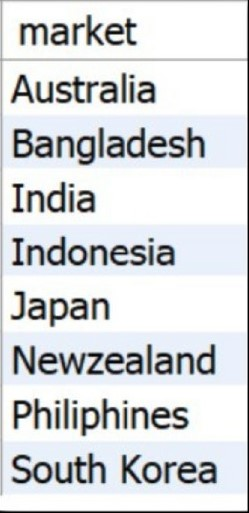 market
Australia
Bangladesh
India
Indonesia
Japan
Newzealand
Philiphines
South Korea